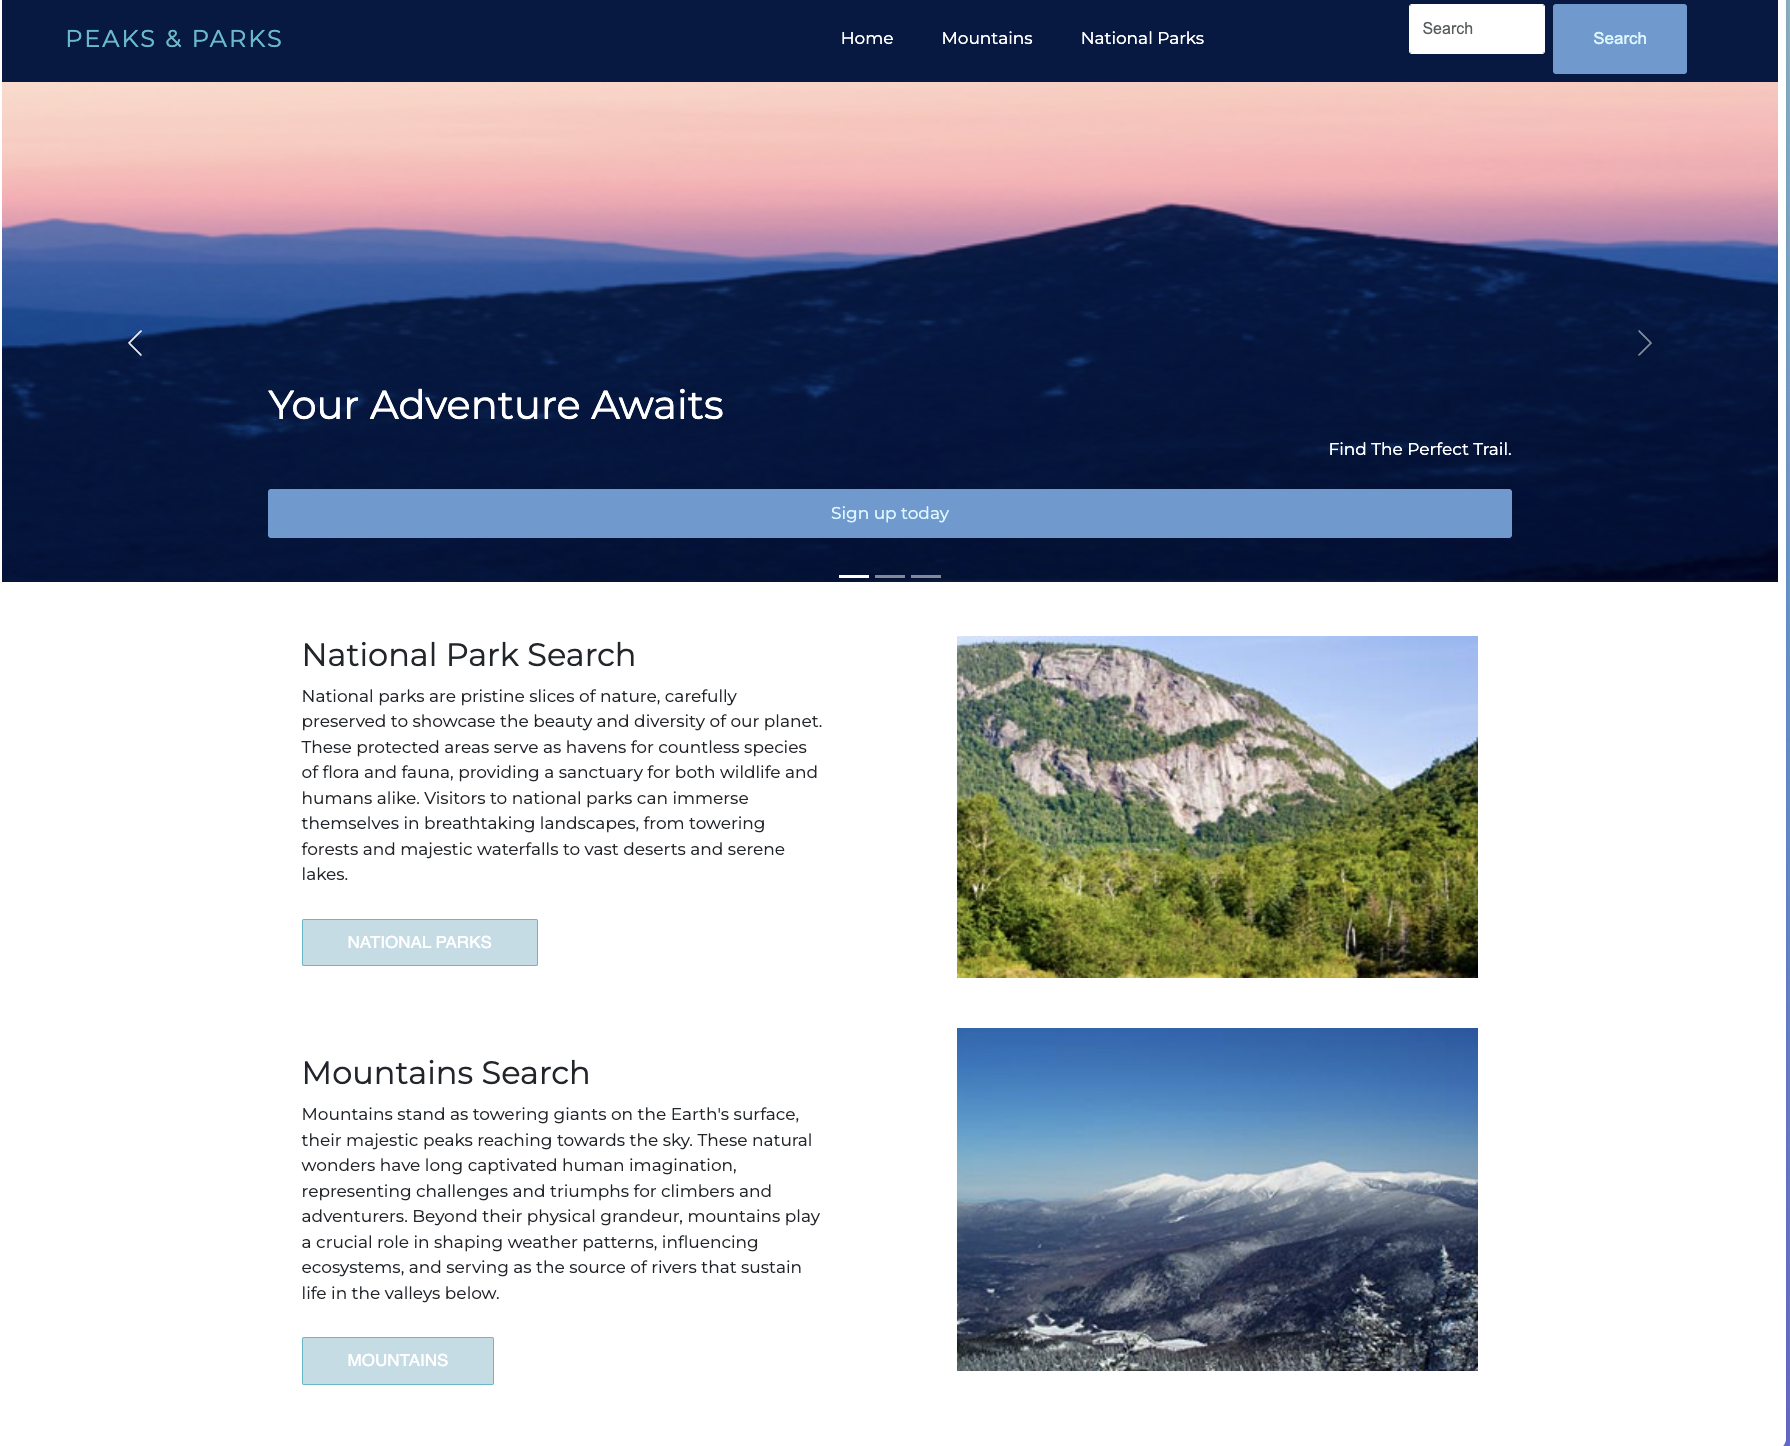 PEAKS & PARKS
Home
Mountains
National Parks
Search
Search
Your Adventure Awaits
Find The Perfect Trail.
Sign up today
National Park Search
National parks are pristine slices of nature, carefully
preserved to showcase the beauty and diversity of our planet.
These protected areas serve as havens for countless species
of flora and fauna, providing a sanctuary for both wildlife and
humans alike. Visitors to national parks can immerse
themselves in breathtaking landscapes, from towering
forests and majestic waterfalls to vast deserts and serene
lakes.
NATIONAL PARKS
Mountains Search
Mountains stand as towering giants on the Earth's surface,
their majestic peaks reaching towards the sky. These natural
wonders have long captivated human imagination,
representing challenges and triumphs for climbers and
adventurers. Beyond their physical grandeur, mountains play
a crucial role in shaping weather patterns, influencing
ecosystems, and serving as the source of rivers that sustain
life in the valleys below.
MOUNTAINS